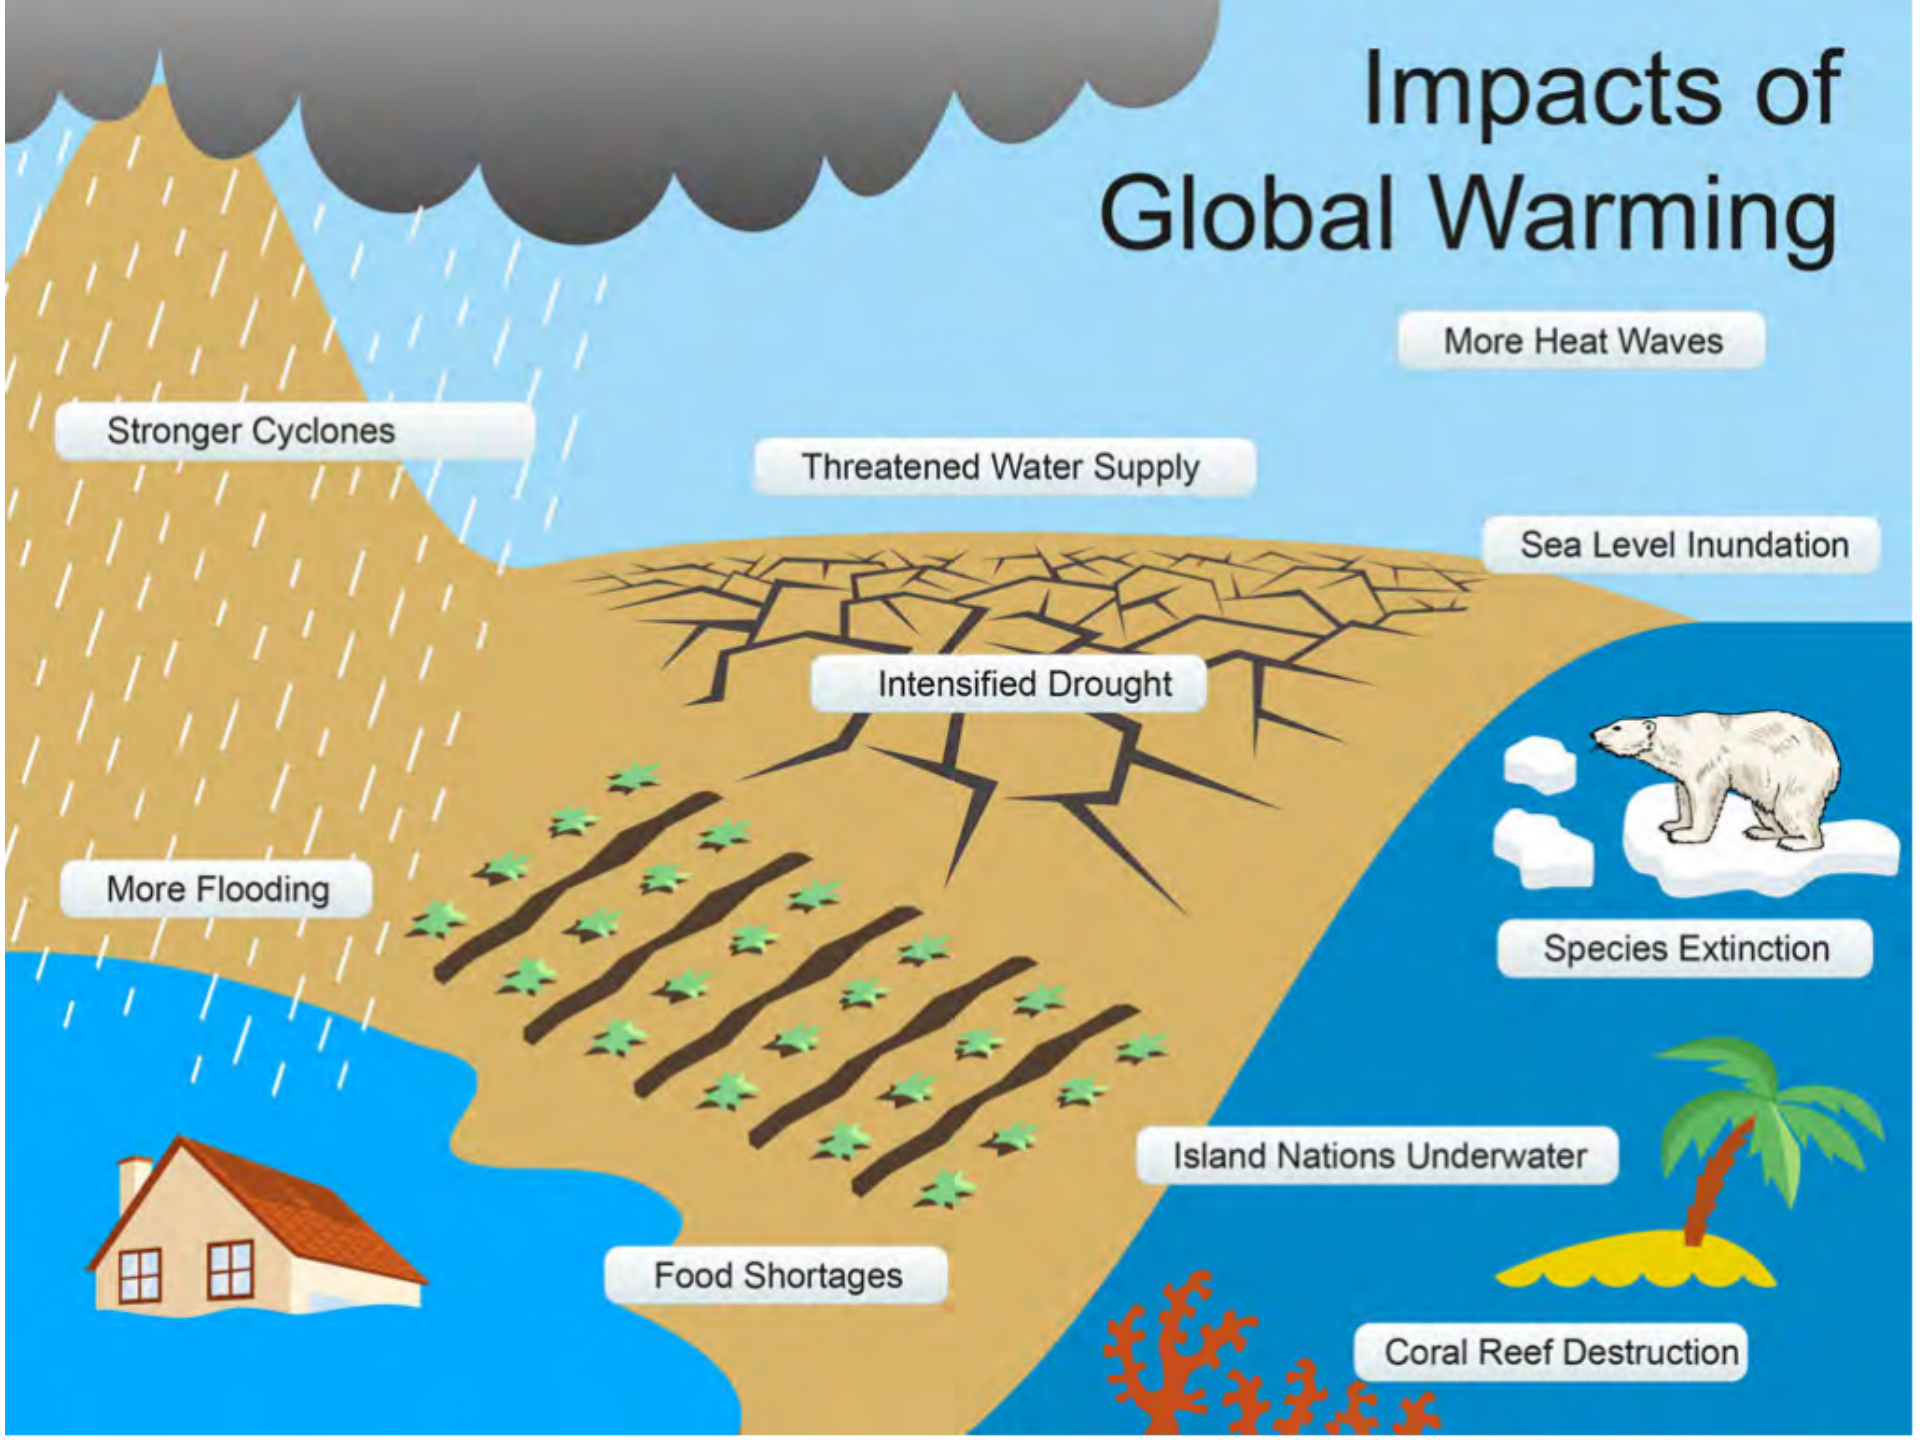 Impacts of
Global Warming
More Heat Waves
Stronger Cyclones
Threatened Water Supply
Sea Level Inundation
Intensified Drought
More Flooding
Species Extinction
Island Nations Underwater
Food Shortages
Coral Reef Destruction